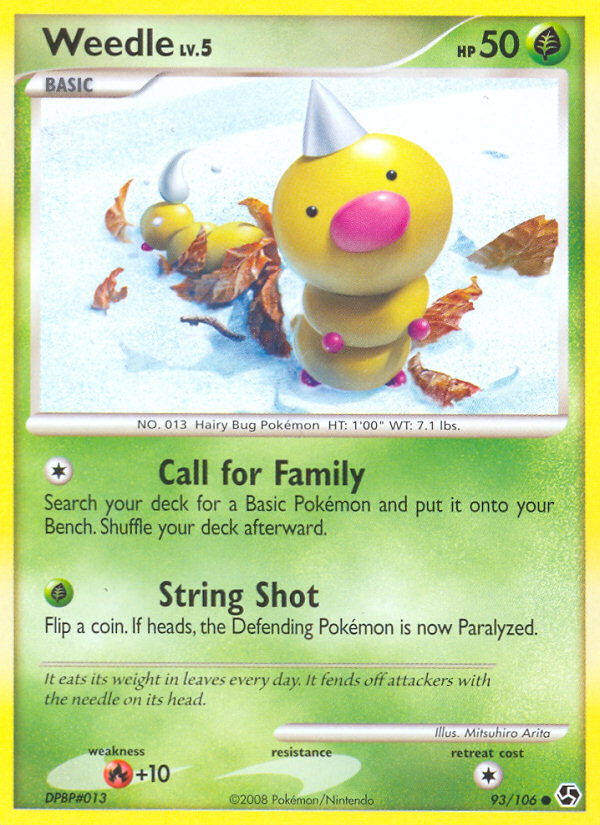 Weedle LV.5
HP 50
BASIC
NO. 013 Hairy Bug Pokémon HT: 1'00" WT: 7.1 lbs.
Call for Family
Search your deck for a Basic Pokémon and put it onto your
Bench. Shuffle your deck afterward.
String Shot
Flip a coin. If heads, the Defending Pokémon is now Paralyzed.
It eats its weight in leaves every day. It fends off attackers with
the needle on its head.
Illus. Mitsuhiro Arita
weakness resistance retreat cost
+10
DPBP#013 ©2008 Pokémon/Nintendo 93/106